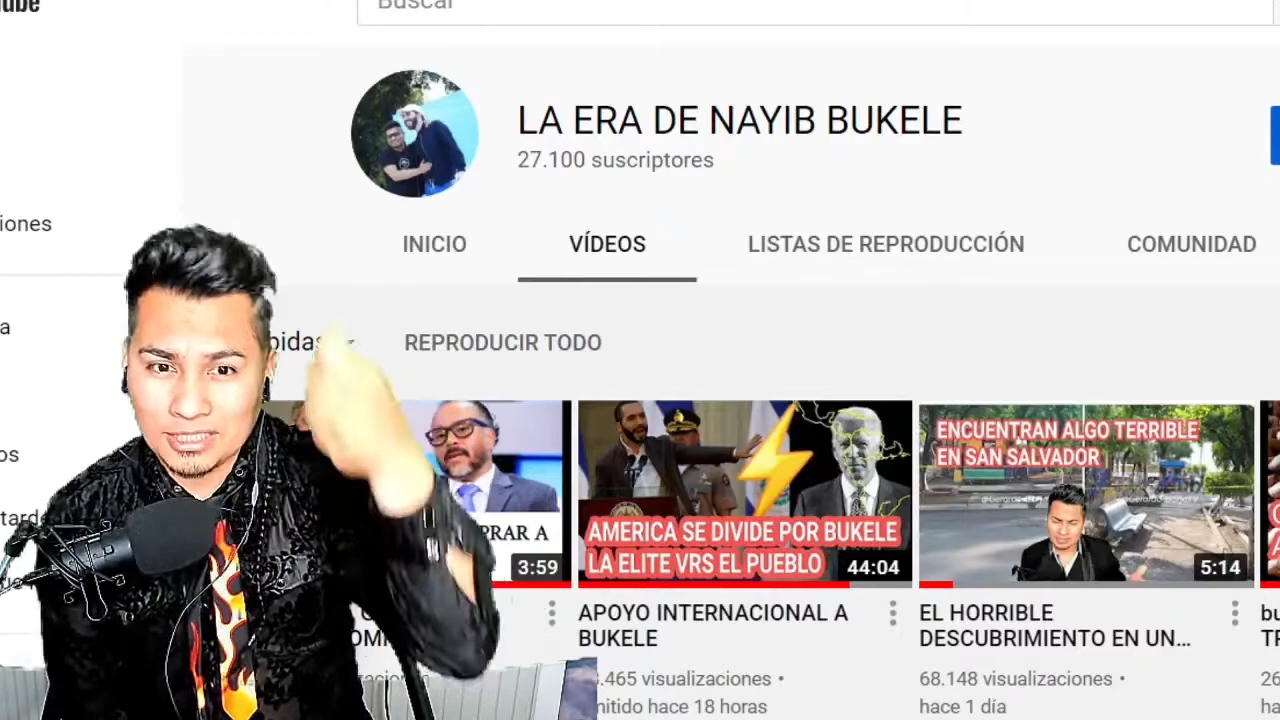 Buscar
LA ERA DE NAYIB BUKELE
27.100 suscriptores
INICIO
VÍDEOS
LISTAS DE REPRODUCCIÓN
COMUNIDAD
REPRODUCIR TODO
ENCUENTRAN ALGO TERRIBLE
EN SAN SALVADOR
AMERICA SE DIVIDE POR BUKELE
LA ELITE VRS EL PUEBLO
3:59
44:04
5:14
APOYO INTERNACIONAL A
BUKELE
EL HORRIBLE
DESCUBRIMIENTO EN UN...
.465 visualizaciones •
hace 18 horas
68.148 visualizaciones •
hace 1 día